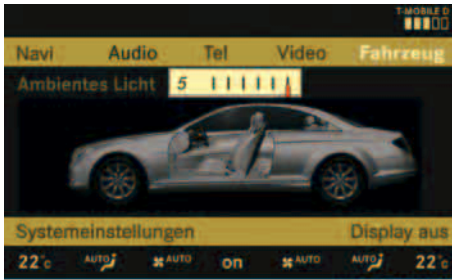 T-MOBILE D
Navi Audio Tel Video Fahrzeug
Ambientes Licht 5
Systemeinstellungen Display aus
22°c AUTO AUTO on AUTO AUTO 22°c